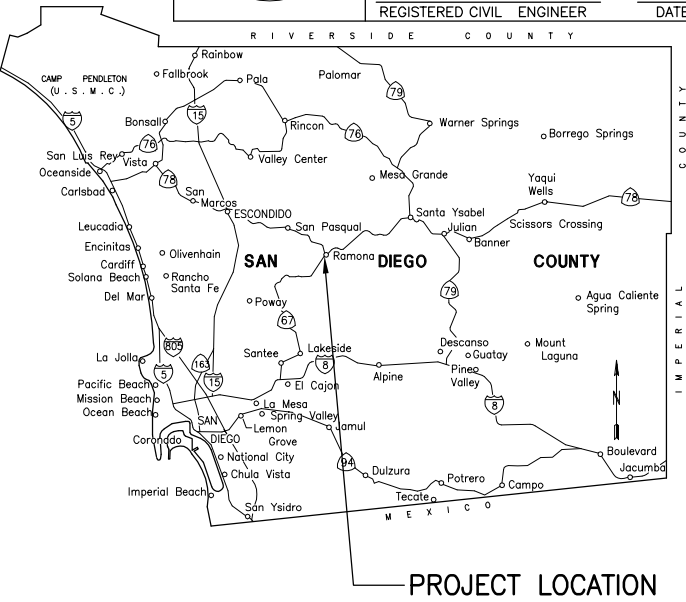 REGISTERED CIVIL ENGINEER
DATE
RIVERSIDE COUNTY
Rainbow
CAMP PENDLETON
(U.S.M.C.)
Fallbrook
Pala
Palomar
79
5
15
Bonsall
Rincon
76
Warner Springs
Borrego Springs
COUNTY
San Luis Rey
76
Vista
Valley Center
Oceanside
78
Mesa Grande
Yaqui
Wells
Carlsbad
San
Marcos
78
ESCONDIDO
Santa Ysabel
Leucadia
San Pasqual
Julian
Scissors Crossing
Banner
Encinitas
Olivenhain
Ramona
Cardiff
SAN DIEGO COUNTY
Solana Beach
Rancho
Santa Fe
Del Mar
Poway
79
Agua Caliente
Spring
IMPERIAL
67
805
Santee
Lakeside
Descanso
Mount
Laguna
La Jolla
163
8
Guatay
5
15
Alpine
Pine
Valley
Pacific Beach
El Cajon
Mission Beach
La Mesa
8
N
Ocean Beach
SAN
Spring Valley
Lemon
Grove
Jamul
Coronado
DIEGO
National City
94
Boulevard
Chula Vista
Dulzura
Jacumba
Potrero
Campo
Imperial Beach
Tecate
San Ysidro
MEXICO
PROJECT LOCATION